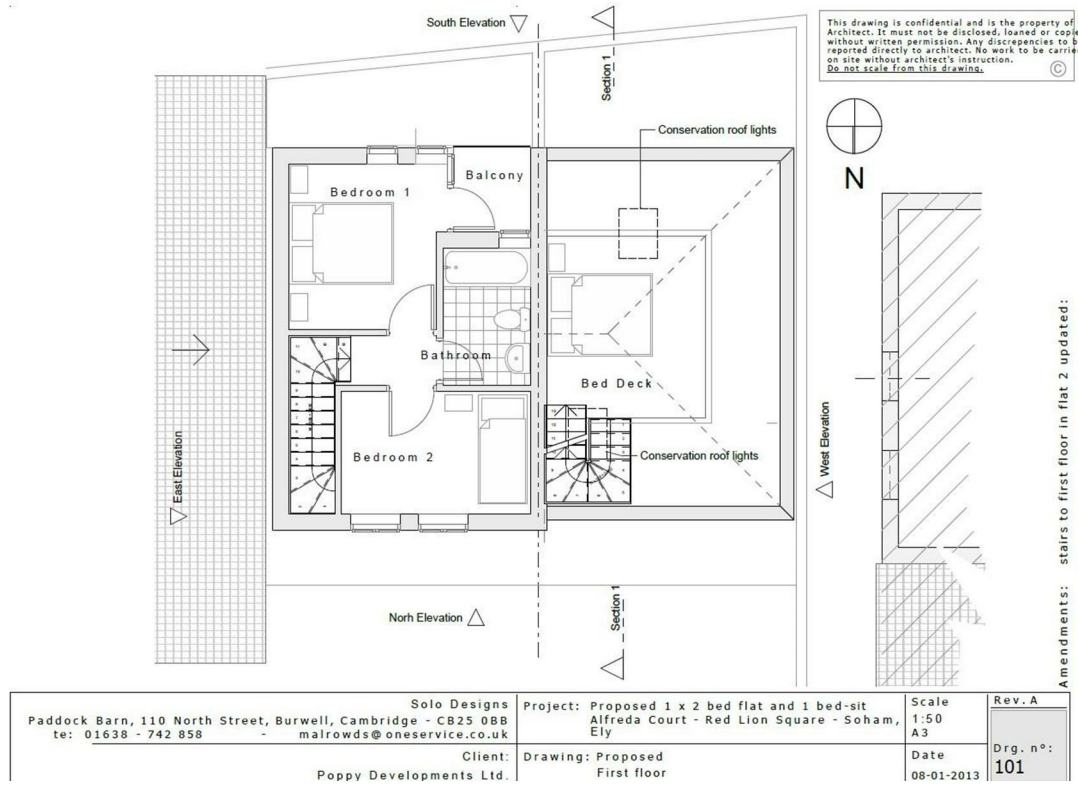 South Elevation
Section 1
This drawing is confidential and is the property of
Architect. It must not be disclosed, loaned or copie
without written permission. Any discrepencies to b
reported directly to architect. No work to be carrie
on site without architect's instruction.
Do not scale from this drawing.
©
Conservation roof lights
N
Balcony
Bedroom 1
Bathroom
Bed Deck
Bedroom 2
Conservation roof lights
East Elevation
West Elevation
Norh Elevation
Section 1
Amendments: stairs to first floor in flat 2 updated:
Solo Designs
Paddock Barn, 110 North Street, Burwell, Cambridge - CB25 0BB
te: 01638 - 742 858 - malrowds@oneservice.co.uk
Client:
Poppy Developments Ltd.
Project: Proposed 1 x 2 bed flat and 1 bed-sit
Alfreda Court - Red Lion Square - Soham,
Ely
Drawing: Proposed
First floor
Scale
1:50
A3
Date
08-01-2013
Rev. A
Drg. nº:
101